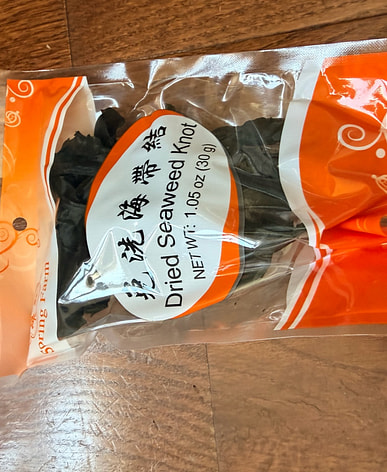 免洗海帶結
Dried Seaweed Knot
NET WT: 1.05 oz (30g)
Spring Farm